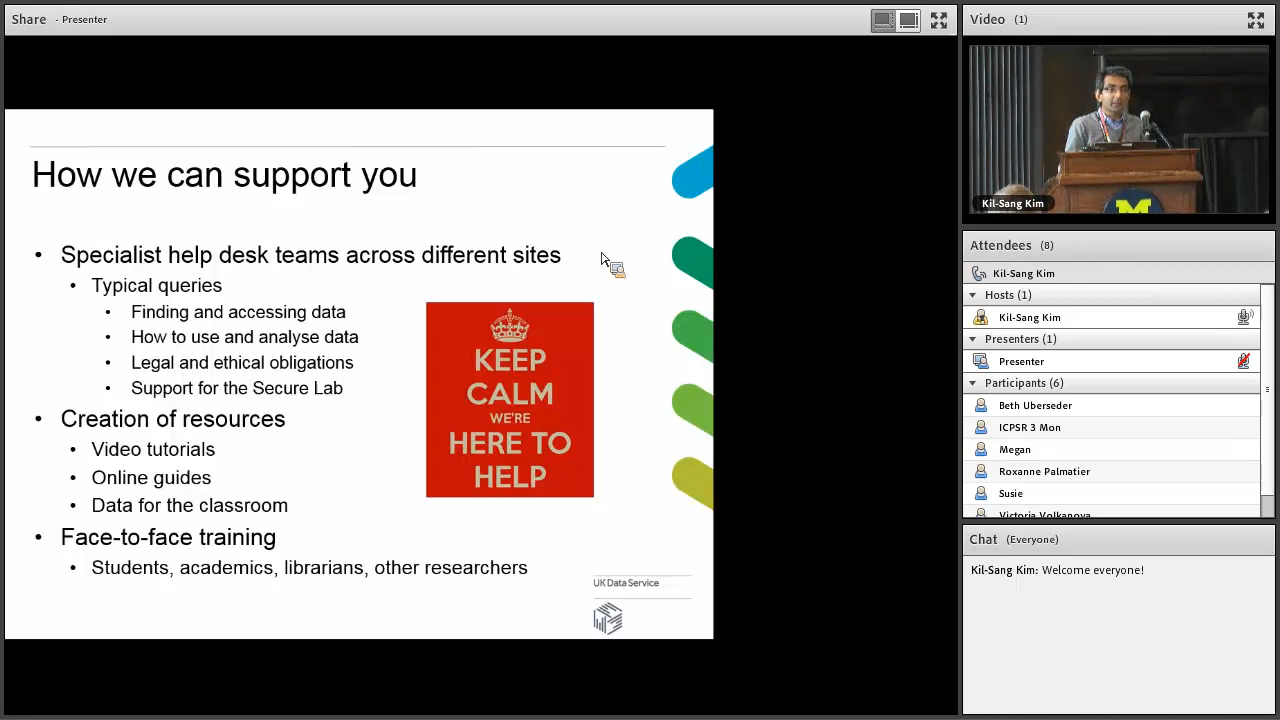 Share - Presenter
How we can support you
• Specialist help desk teams across different sites
• Typical queries
• Finding and accessing data
• How to use and analyse data
• Legal and ethical obligations
• Support for the Secure Lab
• Creation of resources
• Video tutorials
• Online guides
• Data for the classroom
• Face-to-face training
• Students, academics, librarians, other researchers
KEEP
CALM
WE'RE
HERE TO
HELP
UK Data Service
Video (1)
M
Kil-Sang Kim
Attendees (8)
Kil-Sang Kim
Hosts (1)
Kil-Sang Kim
Presenters (1)
Presenter
Participants (6)
Beth Uberseder
ICPSR 3 Mon
Megan
Roxanne Palmatier
Susie
Victoria Volkanova
Chat (Everyone)
Kil-Sang Kim: Welcome everyone!